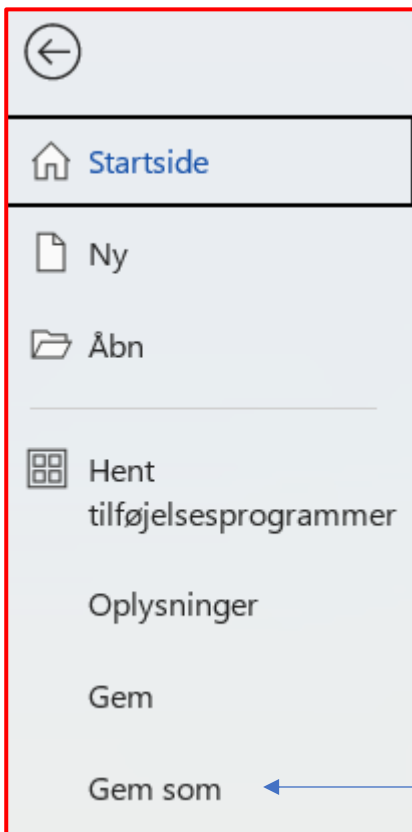 Startside
Ny
Åbn
Hent
tilføjelsesprogrammer
Oplysninger
Gem
Gem som